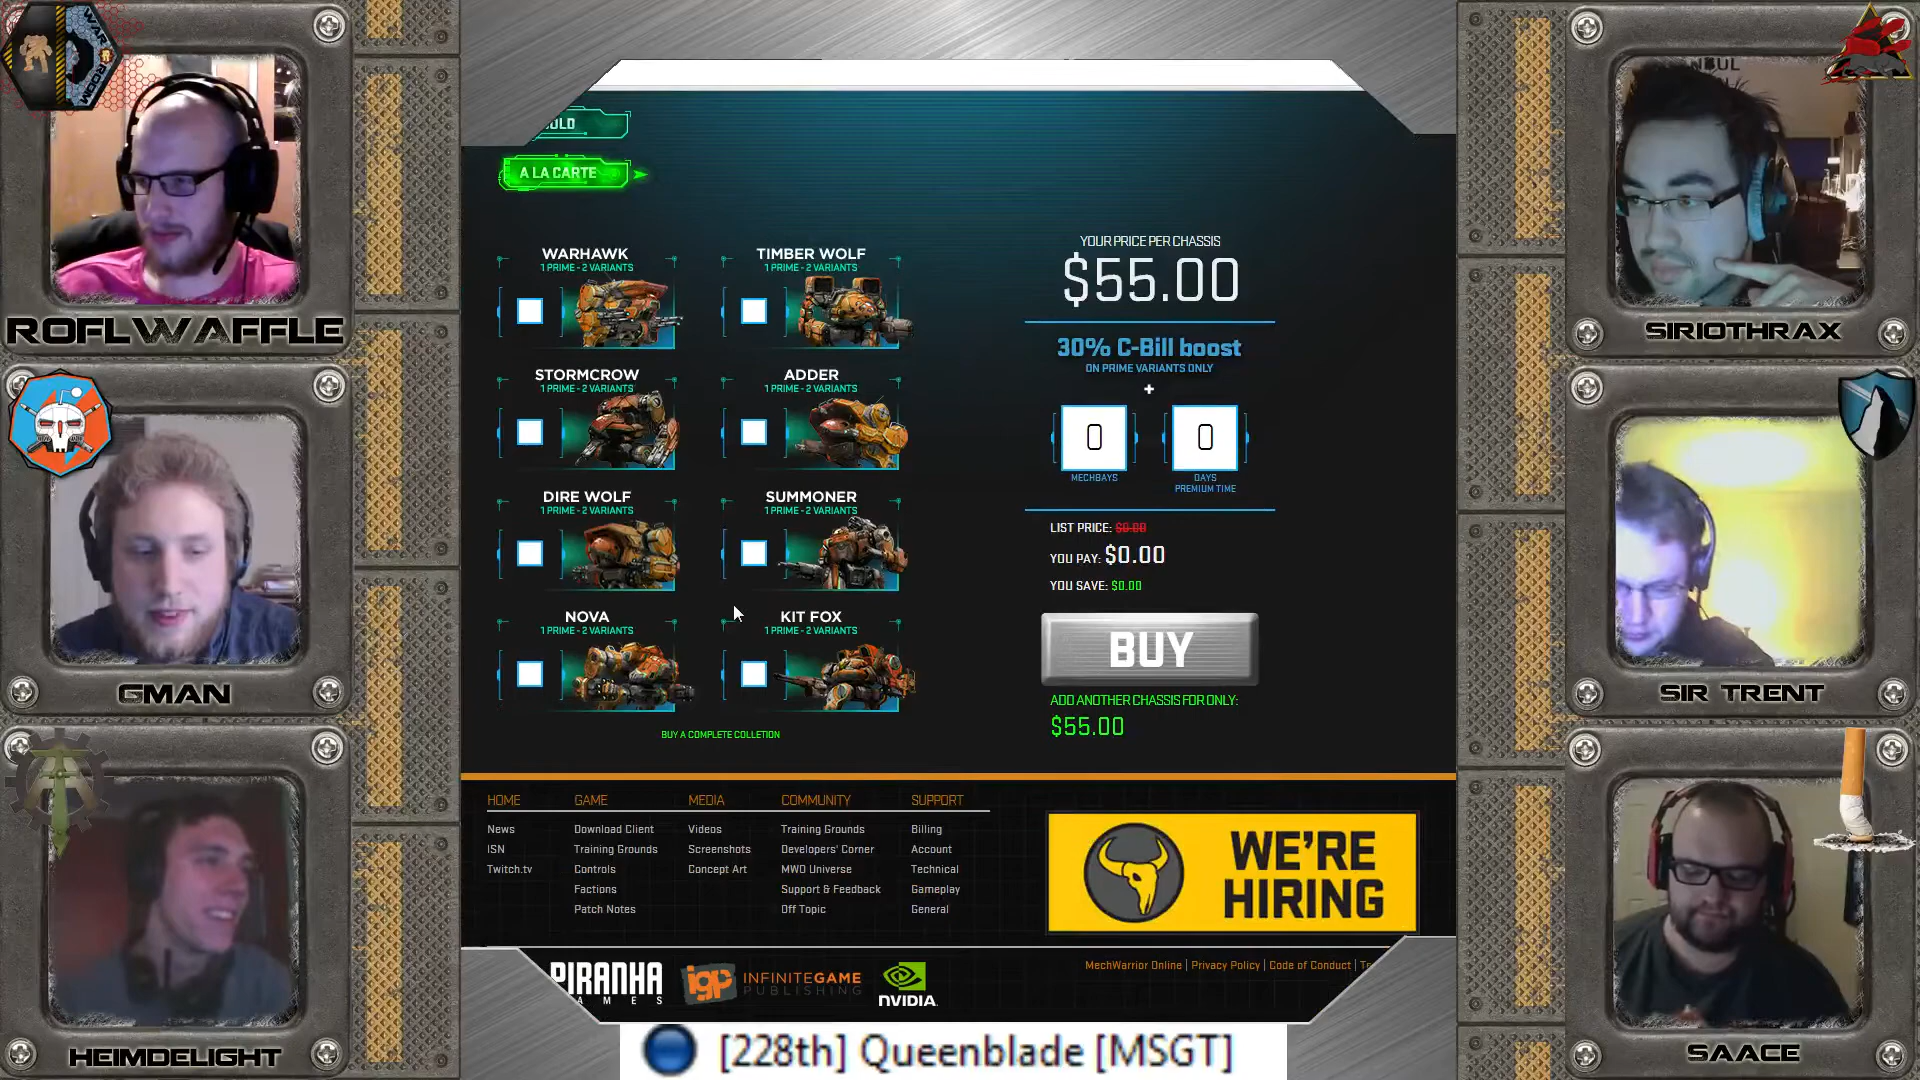 WAR ROOM
ROFLWAFFLE
GMAN
HEIMDELIGHT
A LA CARTE
WARHAWK
1 PRIME - 2 VARIANTS
TIMBER WOLF
1 PRIME - 2 VARIANTS
STORMCROW
1 PRIME - 2 VARIANTS
ADDER
1 PRIME - 2 VARIANTS
DIRE WOLF
1 PRIME - 2 VARIANTS
SUMMONER
1 PRIME - 2 VARIANTS
NOVA
1 PRIME - 2 VARIANTS
KIT FOX
1 PRIME - 2 VARIANTS
BUY A COMPLETE COLLETION
YOUR PRICE PER CHASSIS
$55.00
30% C-Bill boost
ON PRIME VARIANTS ONLY
+
0 0
MECHBAYS
DAYS
PREMIUM TIME
LIST PRICE: $0.00
YOU PAY: $0.00
YOU SAVE: $0.00
BUY
ADD ANOTHER CHASSIS FOR ONLY:
$55.00
HOME GAME MEDIA COMMUNITY SUPPORT
News Download Client Videos Training Grounds Billing
ISN Training Grounds Screenshots Developers' Corner Account
Twitch.tv Controls Concept Art MWO Universe Technical
Factions Support & Feedback Gameplay
Patch Notes Off Topic General
WE'RE
HIRING
PIRANHA
GAMES
igp INFINITEGAME
PUBLISHING
NVIDIA
MechWarrior Online | Privacy Policy | Code of Conduct |
[228th] Queenblade [MSGT]
SIRIOTHRAX
SIR TRENT
SAACE